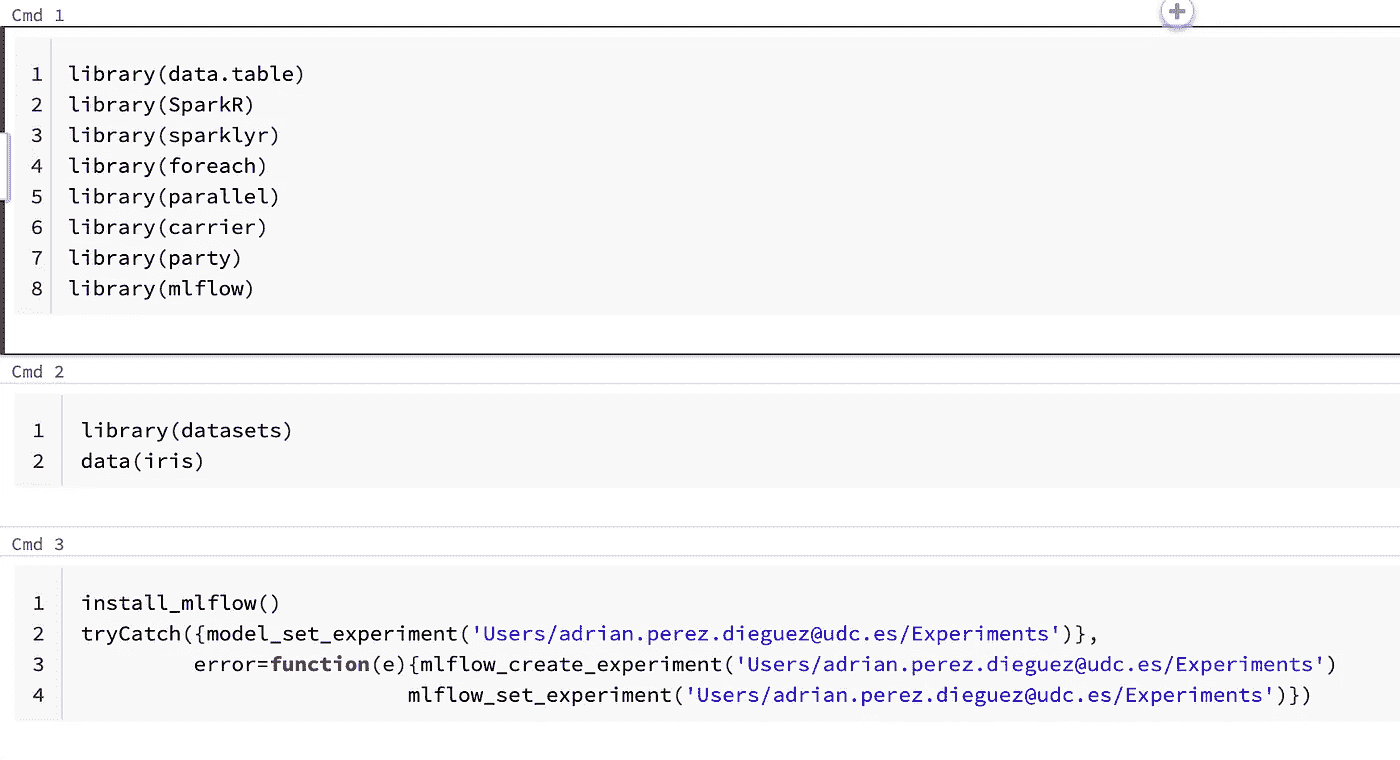 Cmd 1
1 library(data.table)
2 library(SparkR)
3 library(sparklyr)
4 library(foreach)
5 library(parallel)
6 library(carrier)
7 library(party)
8 library(mlflow)
Cmd 2
1 library(datasets)
2 data(iris)
Cmd 3
1 install_mlflow()
2 tryCatch({model_set_experiment('Users/adrian.perez.dieguez@udc.es/Experiments')},
3 error=function(e){mlflow_create_experiment('Users/adrian.perez.dieguez@udc.es/Experiments')
4 mlflow_set_experiment('Users/adrian.perez.dieguez@udc.es/Experiments')})